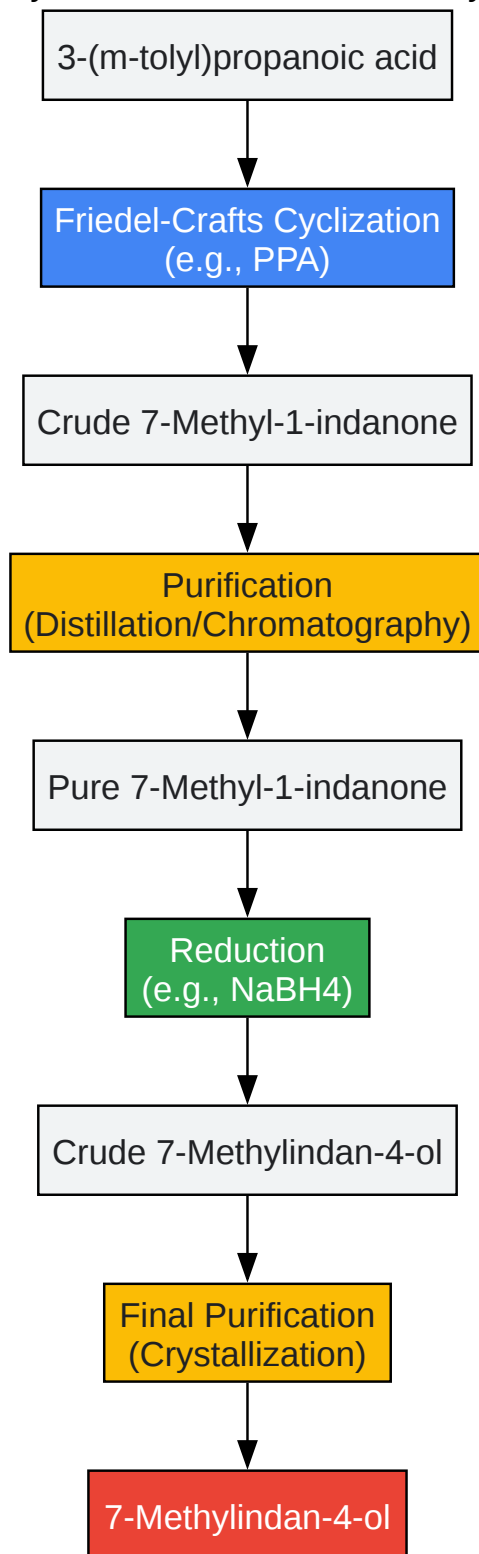 3-(m-tolyl)propanoic acid
Friedel-Crafts Cyclization
(e.g., PPA)
Crude 7-Methyl-1-indanone
Purification
(Distillation/Chromatography)
Pure 7-Methyl-1-indanone
Reduction
(e.g., NaBH4)
Crude 7-Methylindan-4-ol
Final Purification
(Crystallization)
7-Methylindan-4-ol